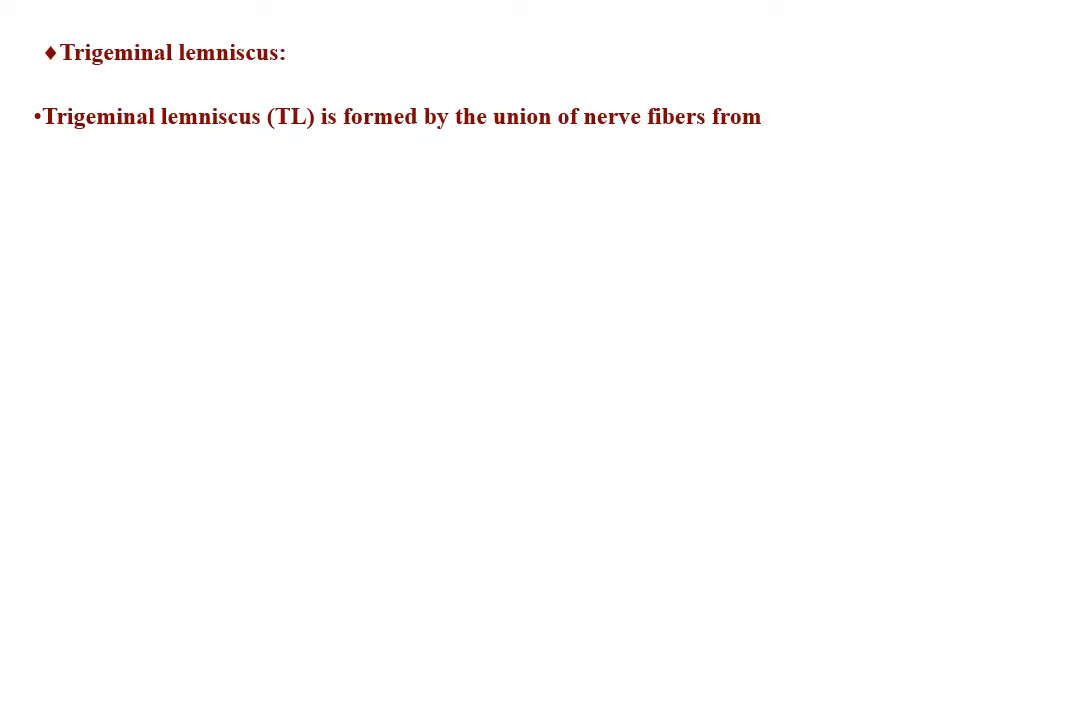 ♦Trigeminal lemniscus:
•Trigeminal lemniscus (TL) is formed by the union of nerve fibers from